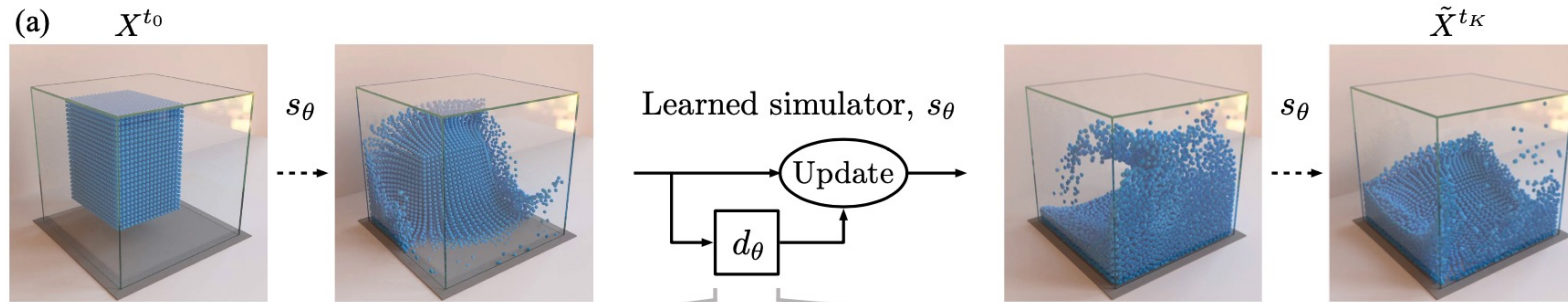 (a)
X^{t_0}
s_θ
Learned simulator, s_θ
Update
d_θ
s_θ
X̃^{t_K}